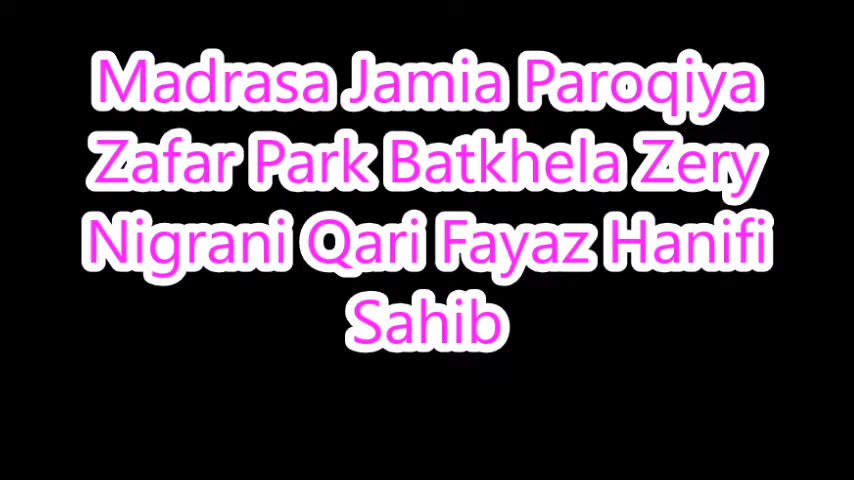 Madrasa Jamia Paroqiya
Zafar Park Batkhela Zery
Nigrani Qari Fayaz Hanifi
Sahib